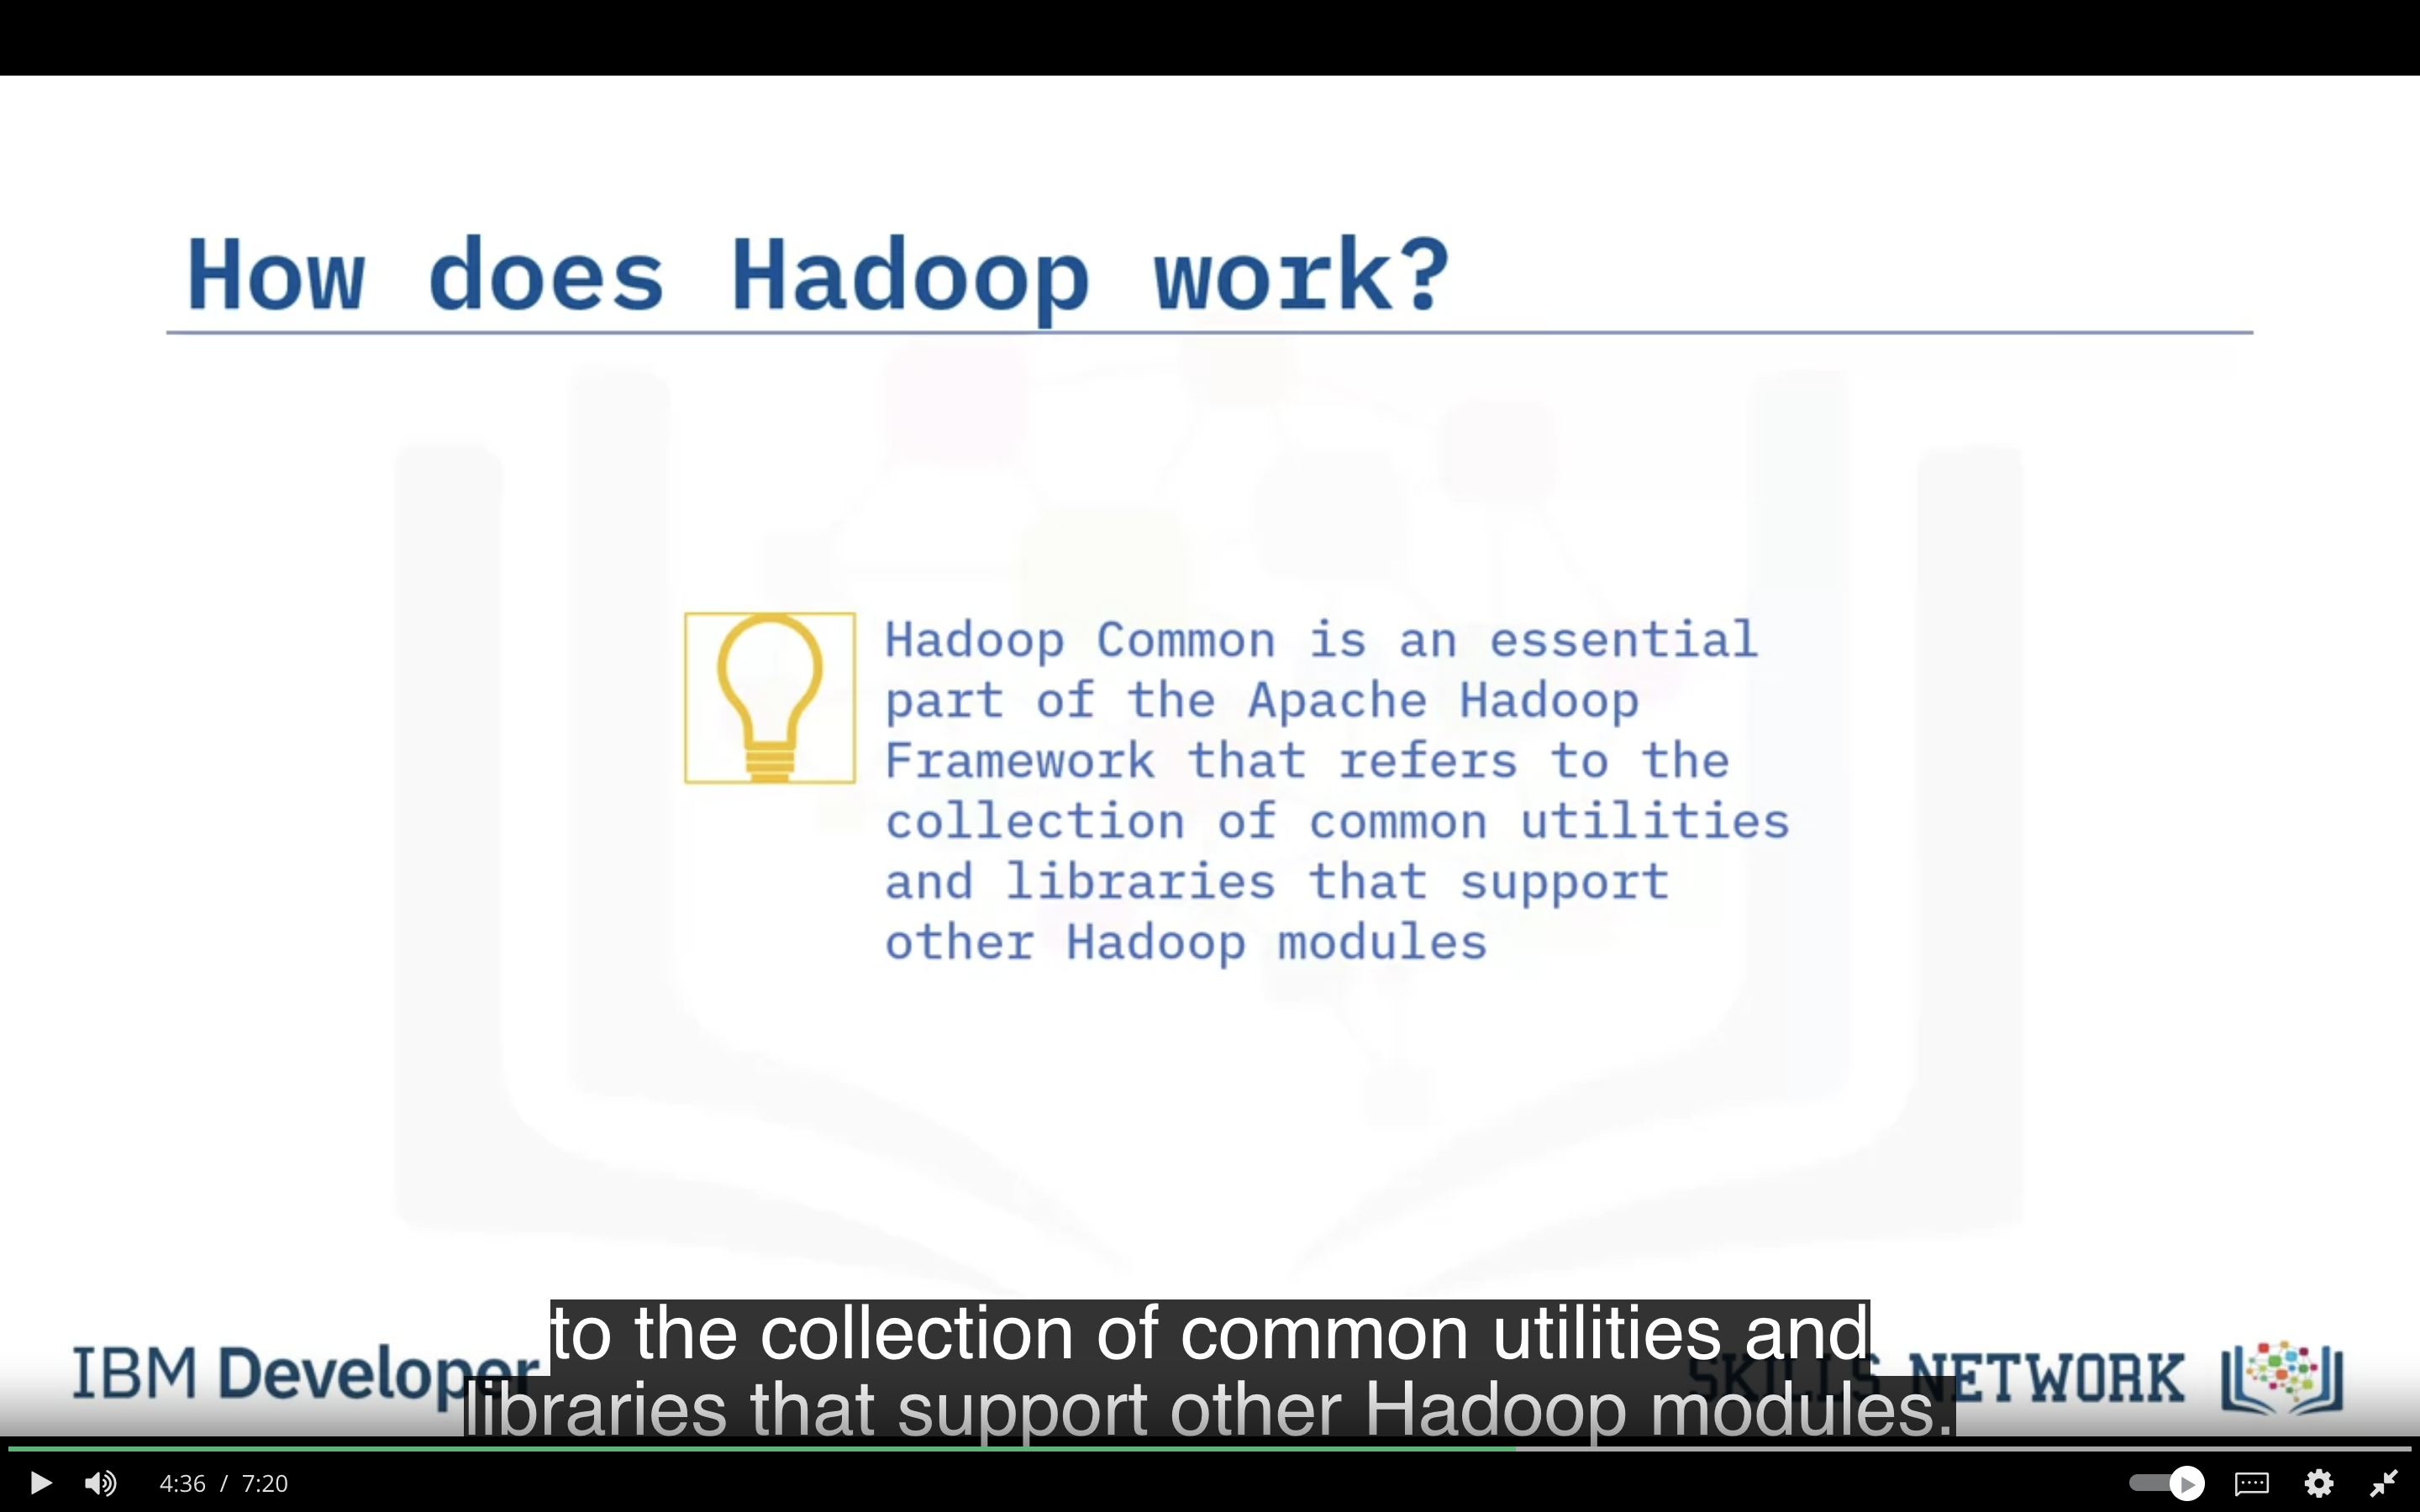 How does Hadoop work?
Hadoop Common is an essential
part of the Apache Hadoop
Framework that refers to the
collection of common utilities
and libraries that support
other Hadoop modules
to the collection of common utilities and
libraries that support other Hadoop modules.
IBM Developer
SKILLS NETWORK
4:36 / 7:20